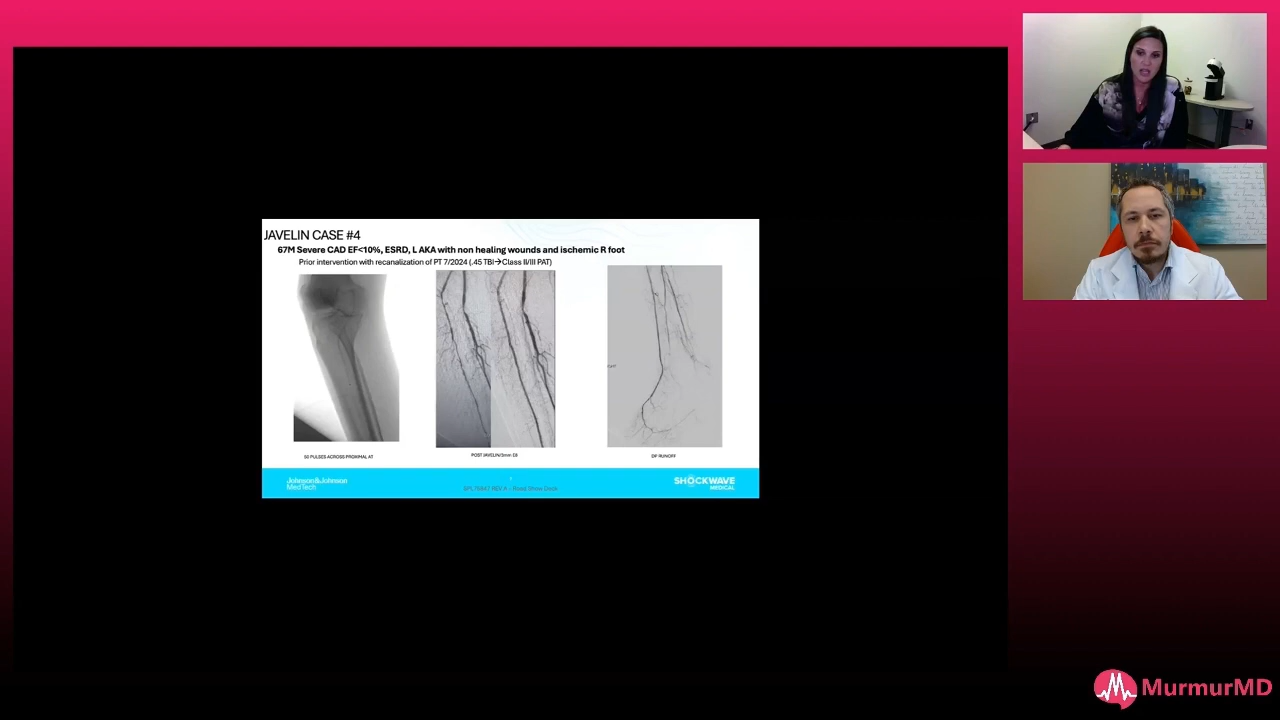 JAVELIN CASE #4
67M Severe CAD EF<10%, ESRD, L AKA with non healing wounds and ischemic R foot
Prior intervention with recanalization of PT 7/2024 (.45 TBI→Class II/III PAT)
50 PULSES ACROSS PROXIMAL AT
POST JAVELIN/3mm E8
DP RUNOFF
Johnson&Johnson
MedTech
SHOCKWAVE
MEDICAL
MurmurMD